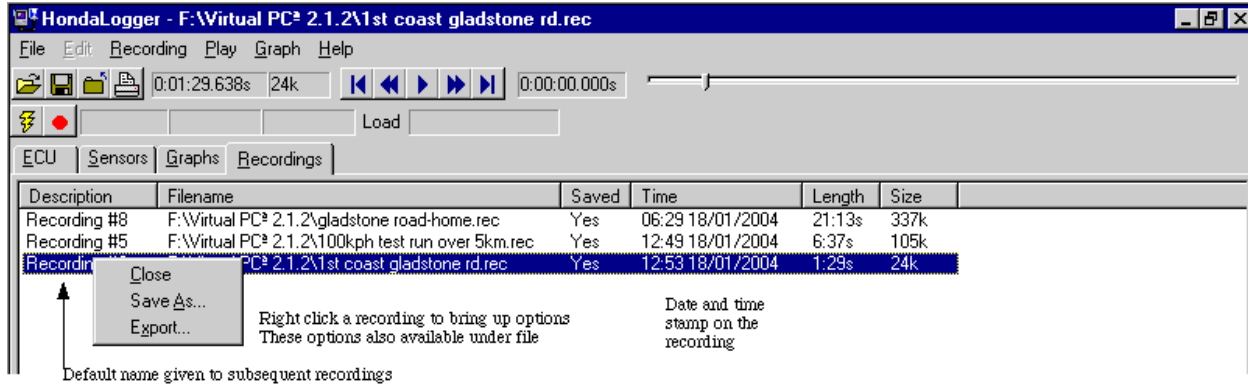 HondaLogger - F:\Virtual PCª 2.1.2\1st coast gladstone rd.rec
File Edit Recording Play Graph Help
0:01:29.638s 24k 0:00:00.000s
Load
ECU Sensors Graphs Recordings
Description Filename Saved Time Length Size
Recording #8 F:\Virtual PCª 2.1.2\gladstone road-home.rec Yes 06:29 18/01/2004 21:13s 337k
Recording #5 F:\Virtual PCª 2.1.2\100kph test run over 5km.rec Yes 12:49 18/01/2004 6:37s 105k
PCª 2.1.2\1st coast gladstone rd.rec Yes 12:53 18/01/2004 1:29s 24k
Close
Save As...
Export...
Right click a recording to bring up options
These options also available under file
Date and time
stamp on the
recording
Default name given to subsequent recordings